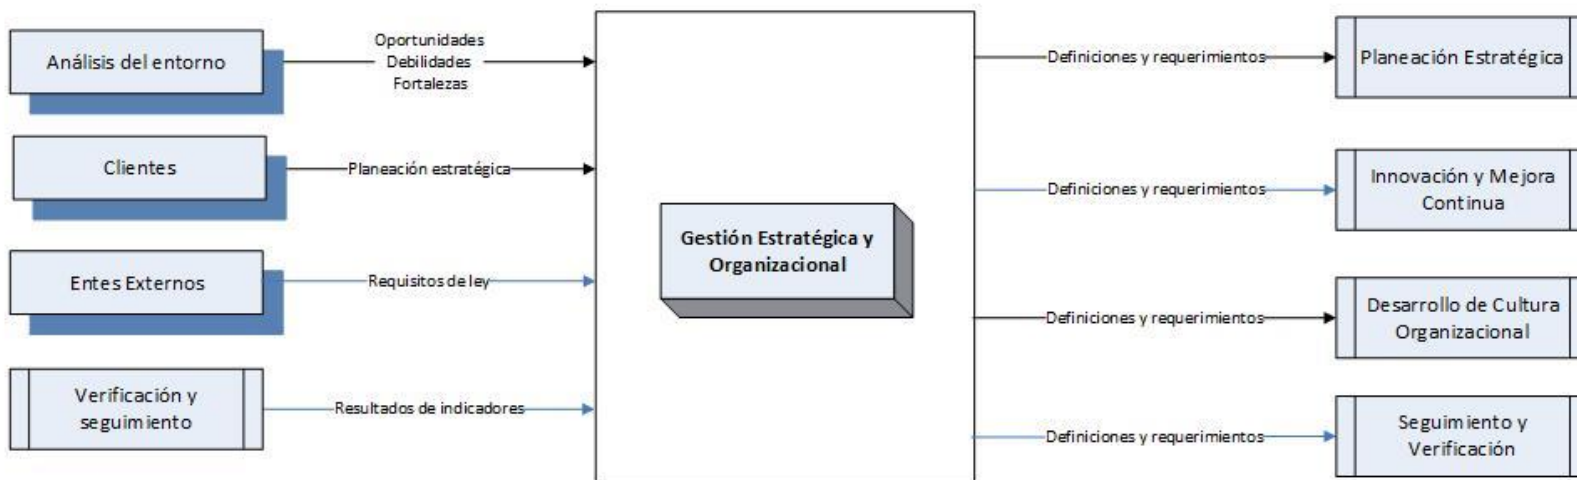 Análisis del entorno
Oportunidades
Debilidades
Fortalezas
Clientes
Planeación estratégica
Entes Externos
Requisitos de ley
Verificación y
seguimiento
Resultados de indicadores
Gestión Estratégica y
Organizacional
Definiciones y requerimientos
Planeación Estratégica
Definiciones y requerimientos
Innovación y Mejora
Continua
Definiciones y requerimientos
Desarrollo de Cultura
Organizacional
Definiciones y requerimientos
Seguimiento y
Verificación